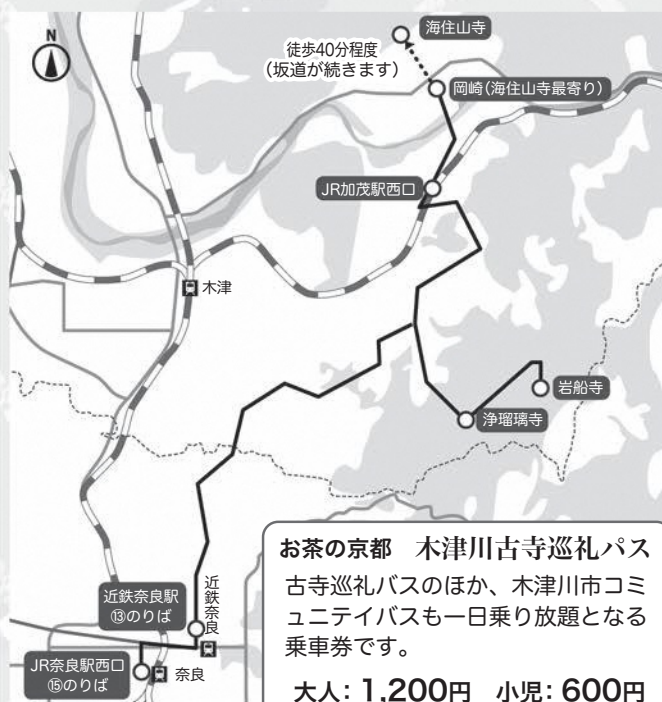 N
海住山寺
徒歩40分程度
(坂道が続きます)
岡崎(海住山寺最寄り)
JR加茂駅西口
木津
岩船寺
浄瑠璃寺
近鉄奈良駅
⑬のりば
近鉄奈良
JR奈良駅西口
⑮のりば
奈良
お茶の京都 木津川古寺巡礼パス
古寺巡礼バスのほか、木津川市コミ
ュニテイバスも一日乗り放題となる
乗車券です。
大人：1,200円 小児：600円